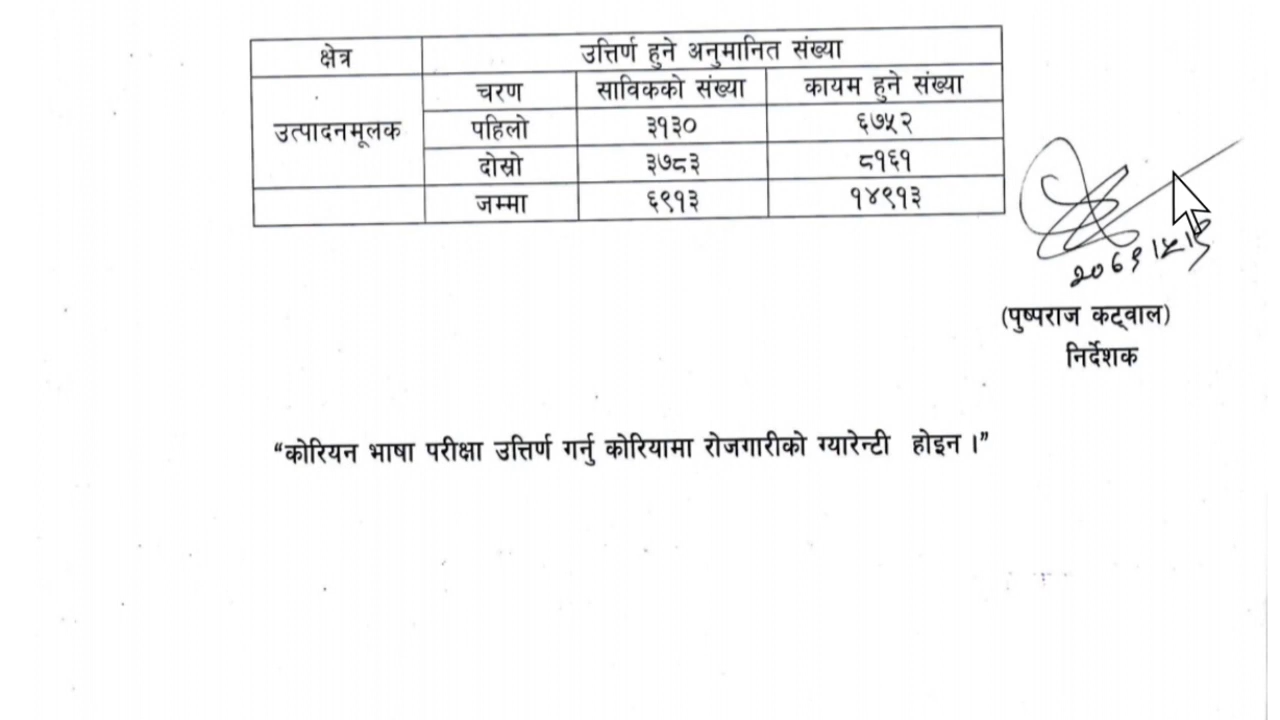 क्षेत्र उत्तिर्ण हुने अनुमानित संख्या
चरण साविकको संख्या कायम हुने संख्या
उत्पादनमूलक पहिलो ३१३० ६७५२
दोस्रो ३७८३ ८१६१
जम्मा ६९१३ १४९१३
(पुष्पराज कट्वाल)
निर्देशक
“कोरियन भाषा परीक्षा उत्तिर्ण गर्नु कोरियामा रोजगारीको ग्यारेन्टी होइन ।”